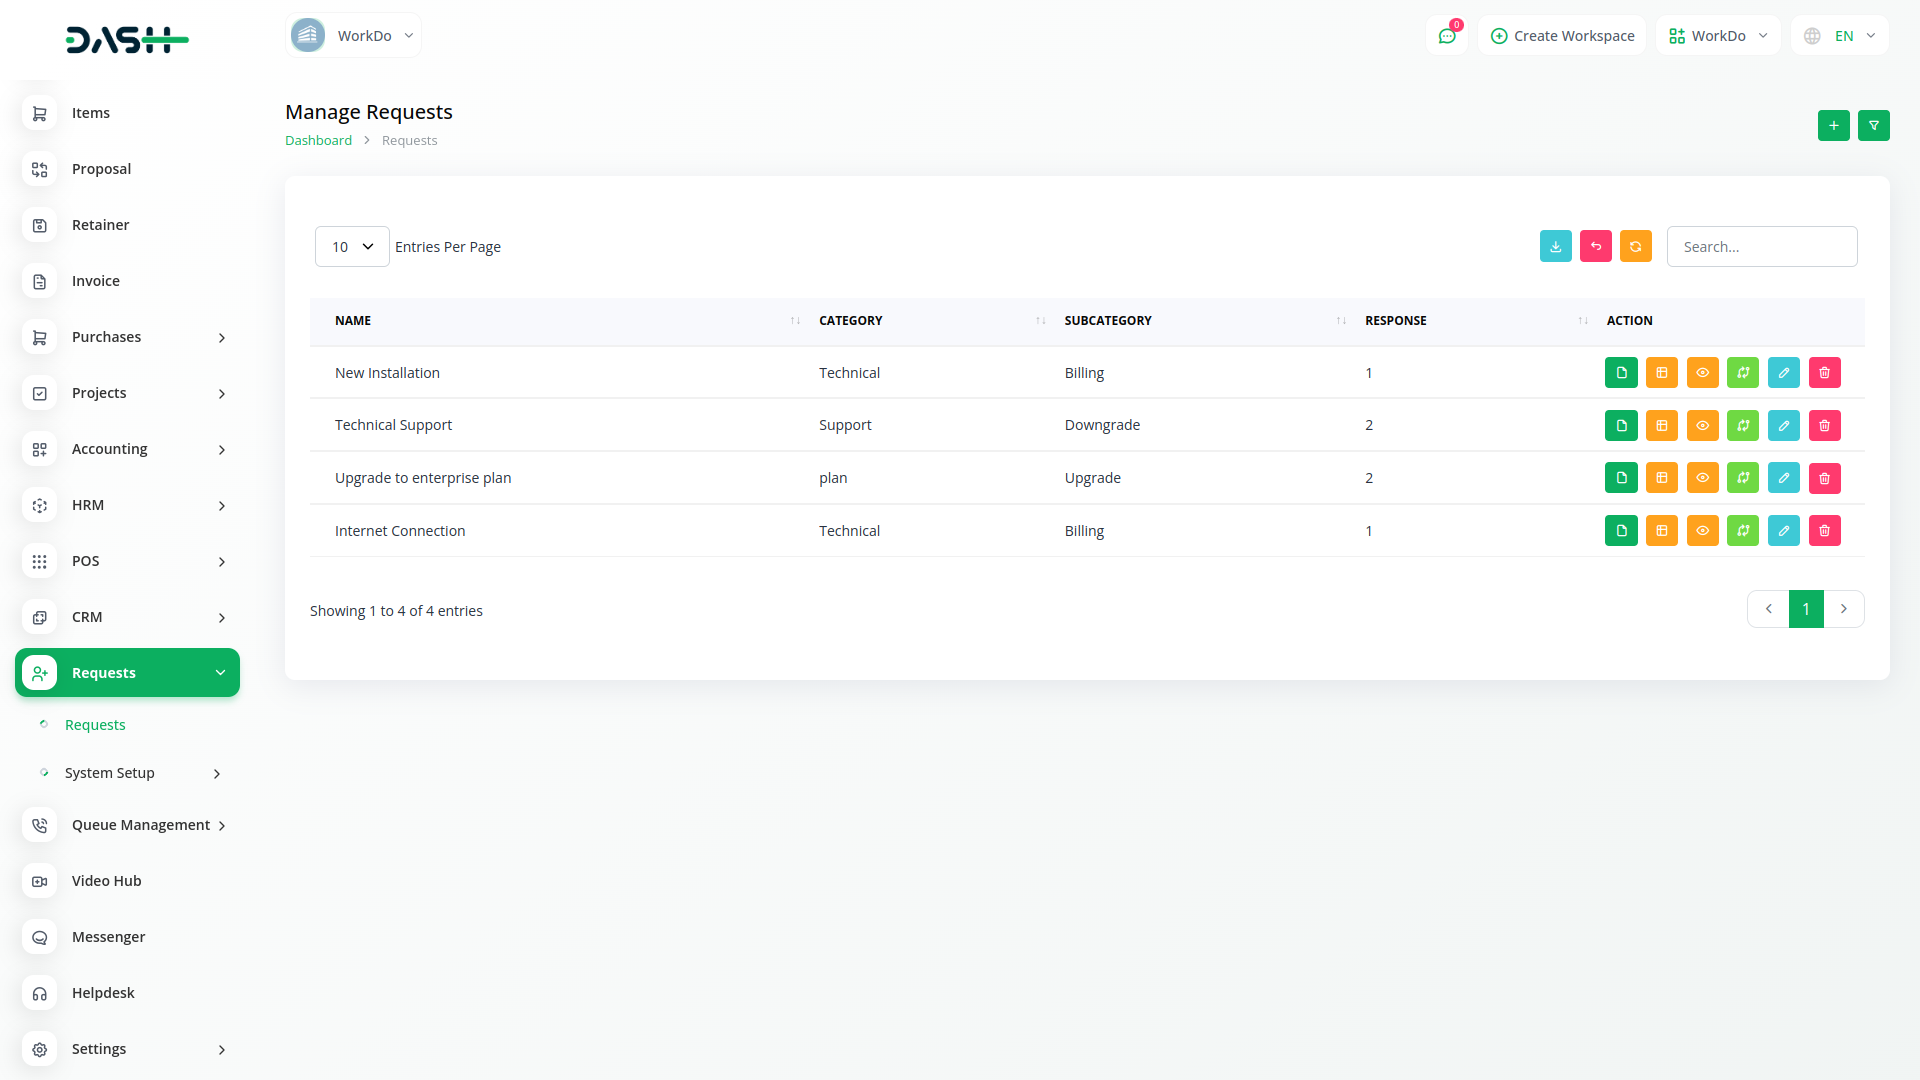 DASH
WorkDo
0
Create Workspace
WorkDo
EN
Items
Proposal
Retainer
Invoice
Purchases
Projects
Accounting
HRM
POS
CRM
Requests
Requests
System Setup
Queue Management
Video Hub
Messenger
Helpdesk
Settings
Manage Requests
Dashboard > Requests
10 Entries Per Page
Search...
NAME CATEGORY SUBCATEGORY RESPONSE ACTION
New Installation Technical Billing 1
Technical Support Support Downgrade 2
Upgrade to enterprise plan plan Upgrade 2
Internet Connection Technical Billing 1
Showing 1 to 4 of 4 entries
1